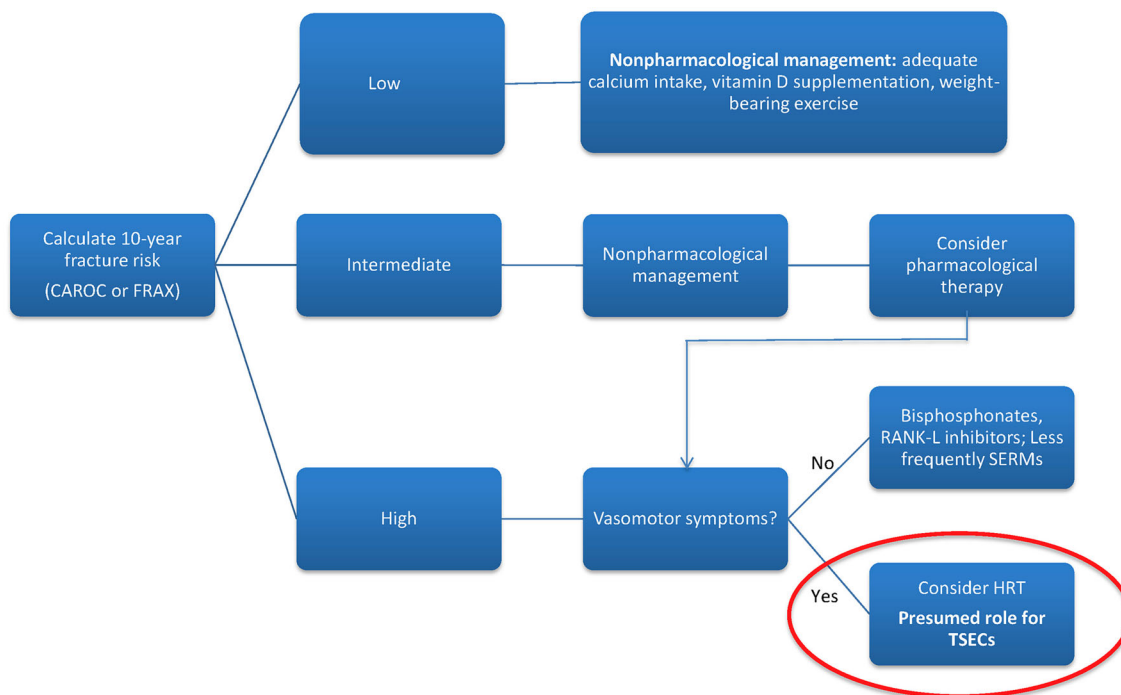 Low
Nonpharmacological management: adequate
calcium intake, vitamin D supplementation, weight-
bearing exercise
Calculate 10-year
fracture risk
(CAROC or FRAX)
Intermediate
Nonpharmacological
management
Consider
pharmacological
therapy
High
Vasomotor symptoms?
No
Bisphosphonates,
RANK-L inhibitors; Less
frequently SERMs
Yes
Consider HRT
Presumed role for
TSECs